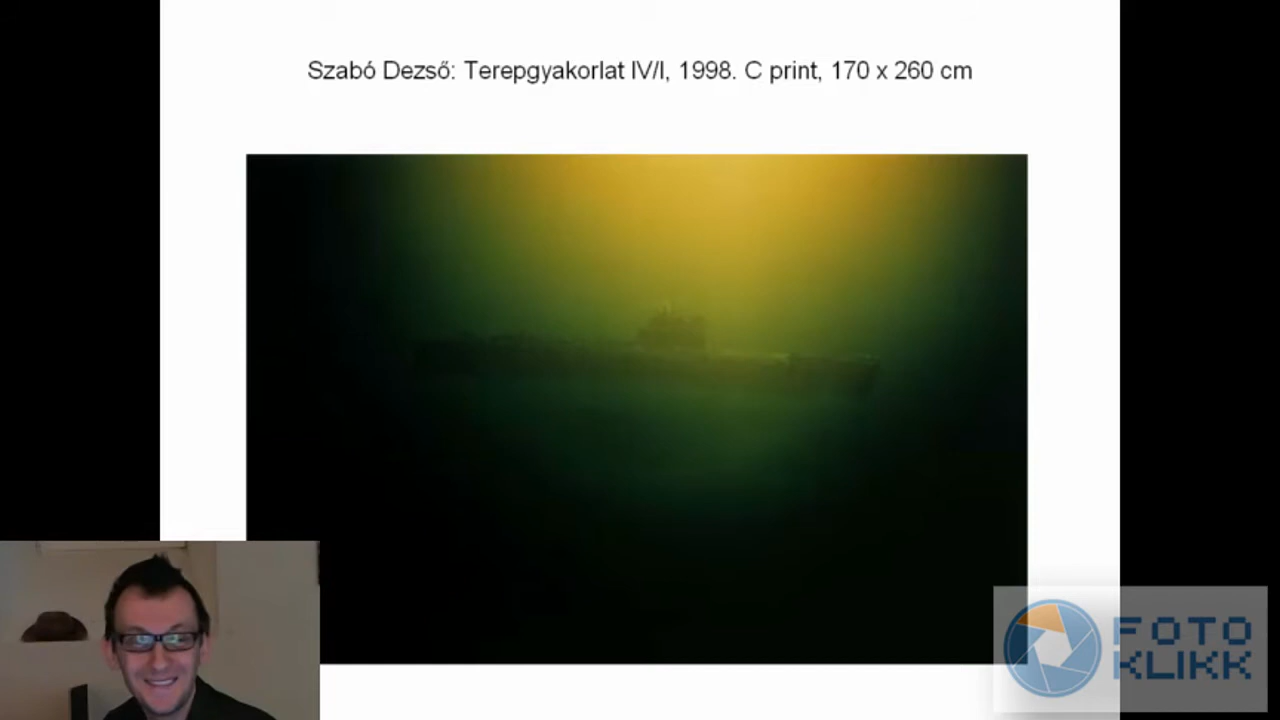 Szabó Dezső: Terepgyakorlat IV/I, 1998. C print, 170 x 260 cm
FOTO
KLIKK